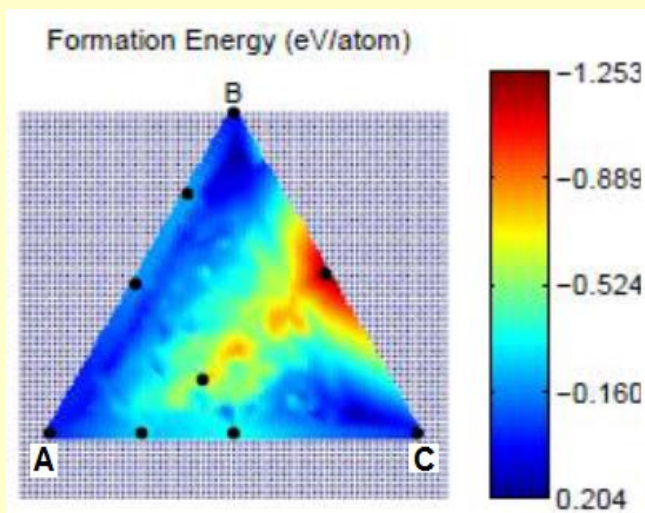 Formation Energy (eV/atom)
B
A
C
−1.253
−0.889
−0.524
−0.160
0.204